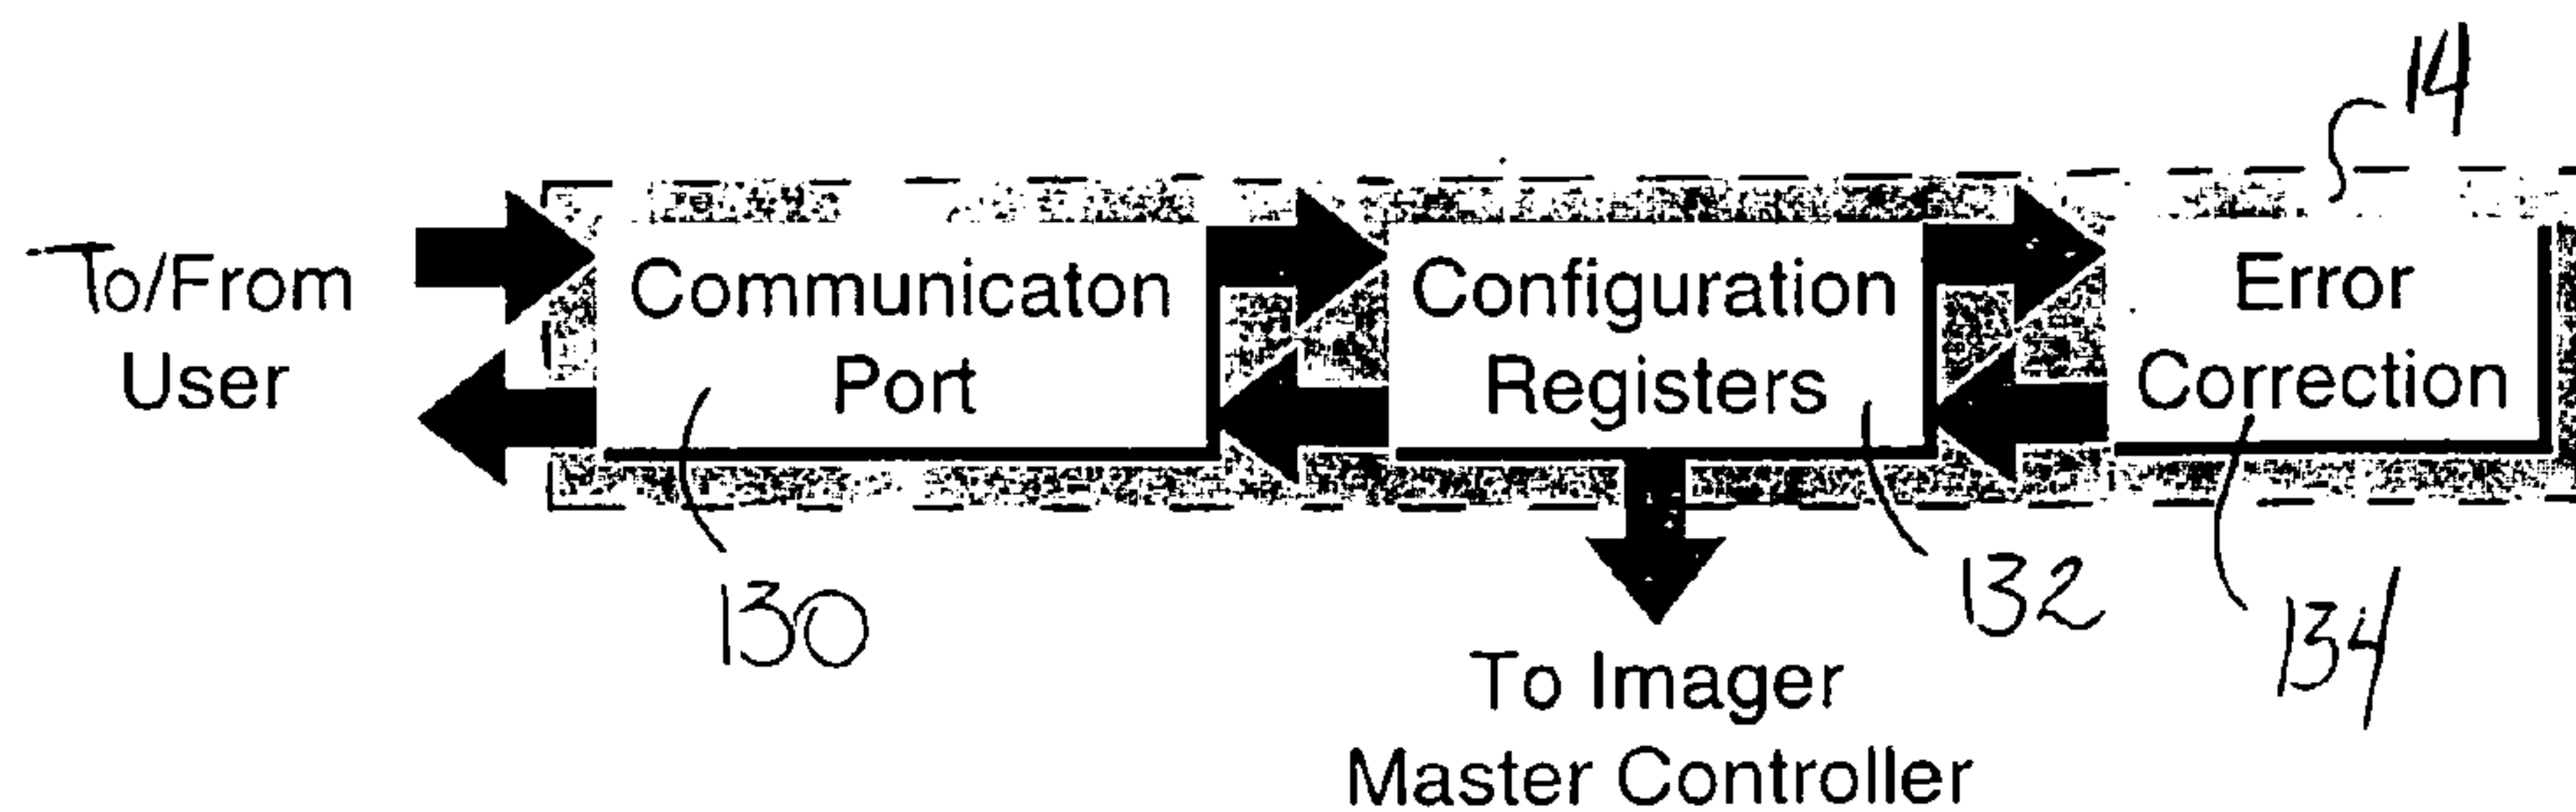 14
To/From
User
Communicaton
Port
Configuration
Registers
Error
Correction
130
132
134
To Imager
Master Controller